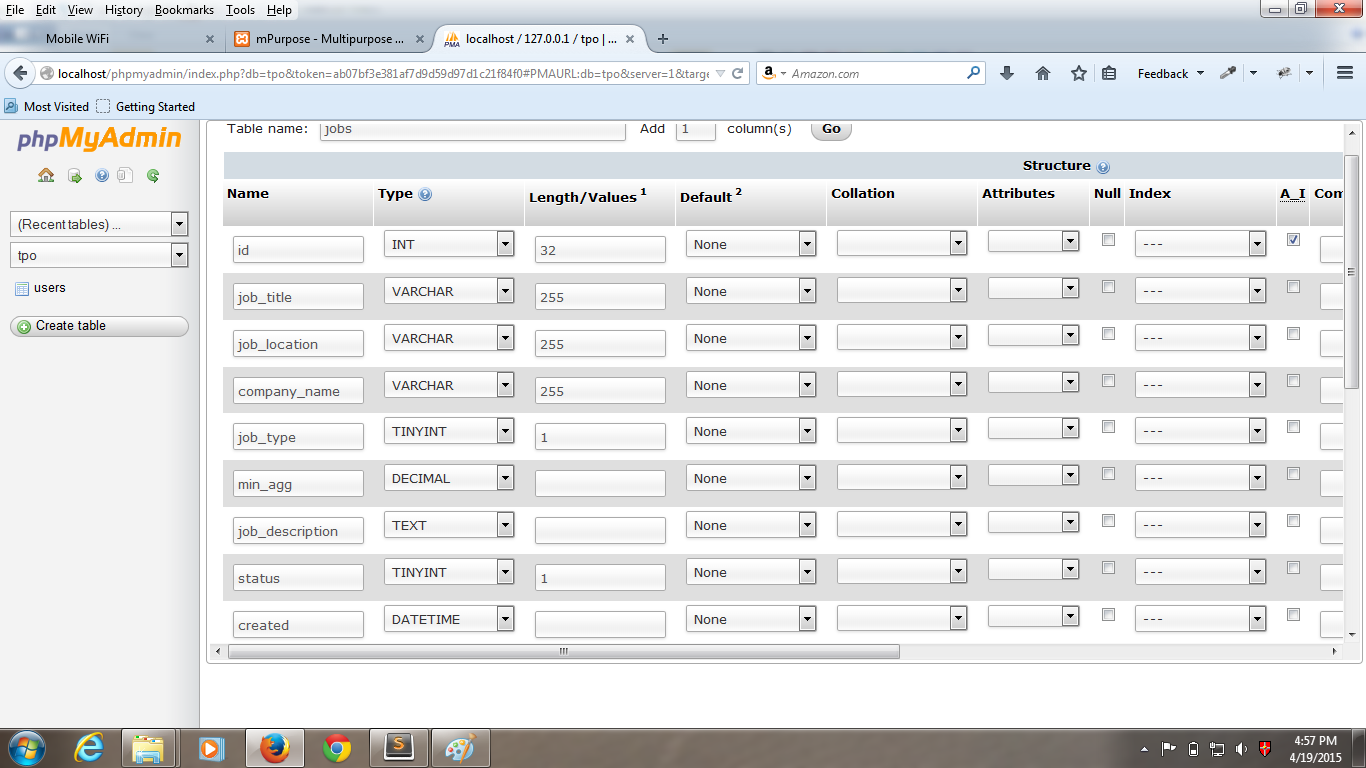 File Edit View History Bookmarks Tools Help
Mobile WiFi × mPurpose - Multipurpose ... × localhost / 127.0.0.1 / tpo | ... × +
localhost/phpmyadmin/index.php?db=tpo&token=ab07bf3e381af7d9d59d97d1c21f84f0#PMAURL:db=tpo&server=1&targe
Amazon.com
Feedback
Most Visited Getting Started
phpMyAdmin
(Recent tables) ...
tpo
users
Create table
Table name: jobs Add 1 column(s) Go
Structure
Name Type Length/Values 1 Default 2 Collation Attributes Null Index A_I Com
id INT 32 None ---
job_title VARCHAR 255 None ---
job_location VARCHAR 255 None ---
company_name VARCHAR 255 None ---
job_type TINYINT 1 None ---
min_agg DECIMAL None ---
job_description TEXT None ---
status TINYINT 1 None ---
created DATETIME None ---
4:57 PM
4/19/2015